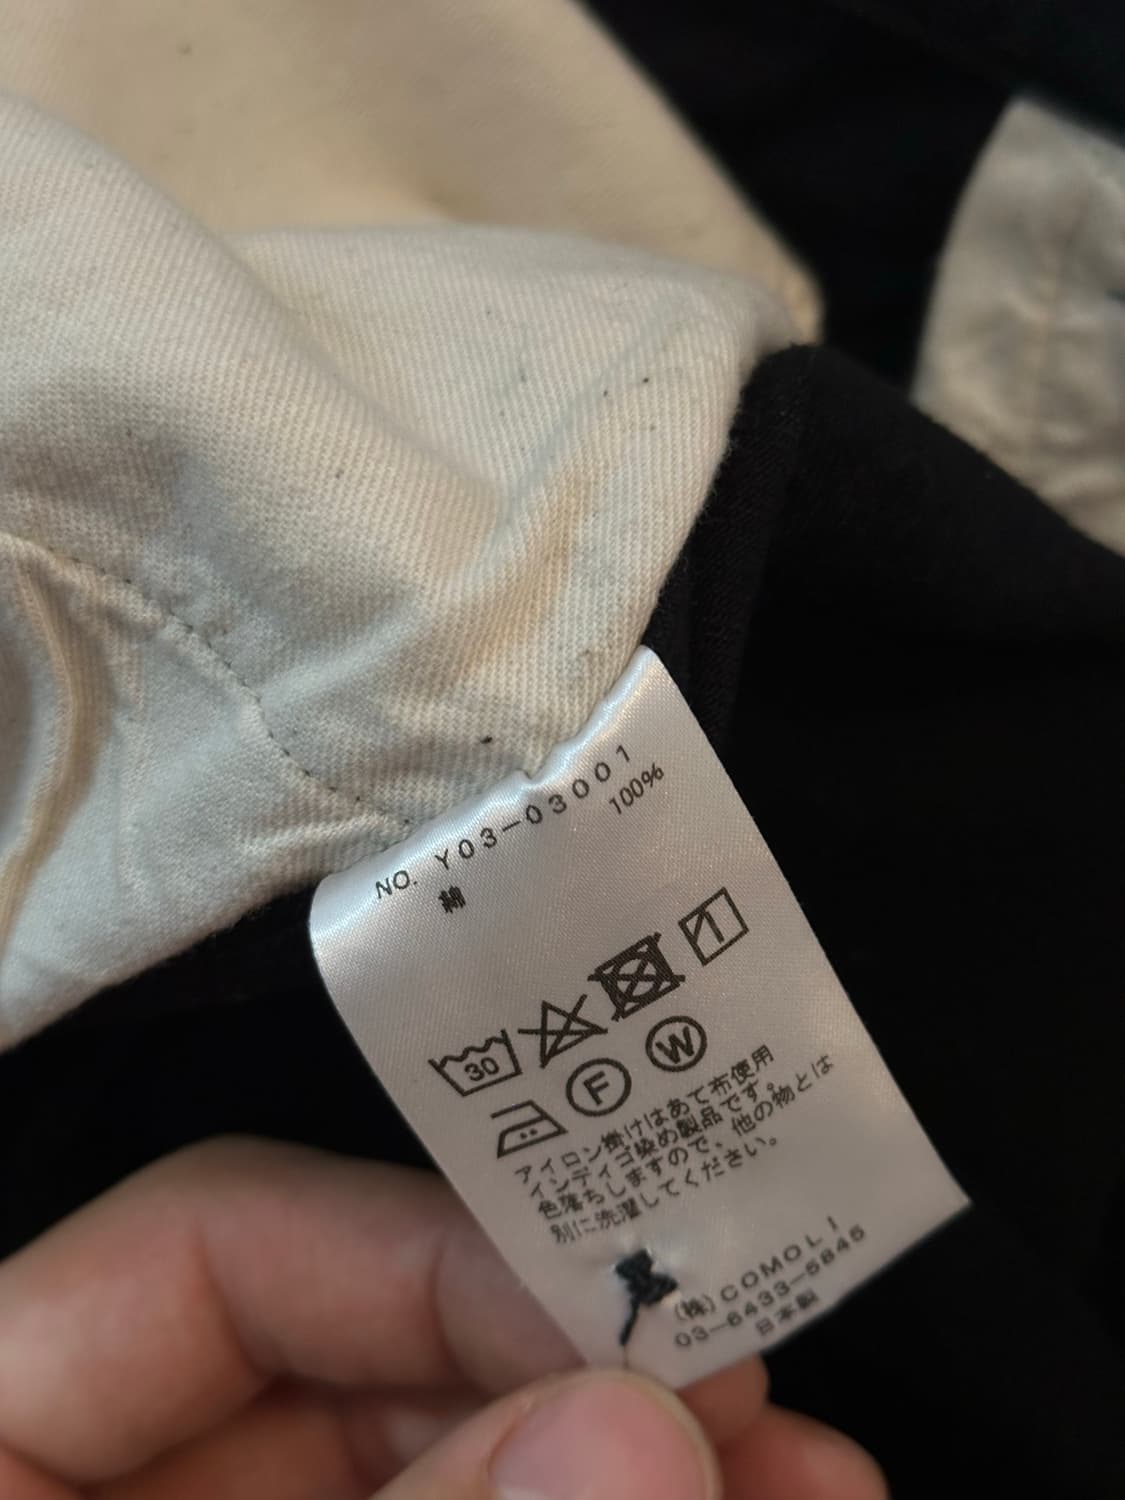 NO. Y03-03001
綿 100%
30
F W
アイロン掛けはあて布使用
インディゴ染め製品です。
色落ちしますので、他の物とは
別に洗濯してください。
(株)COMOLI
03-6433-5845
日本製